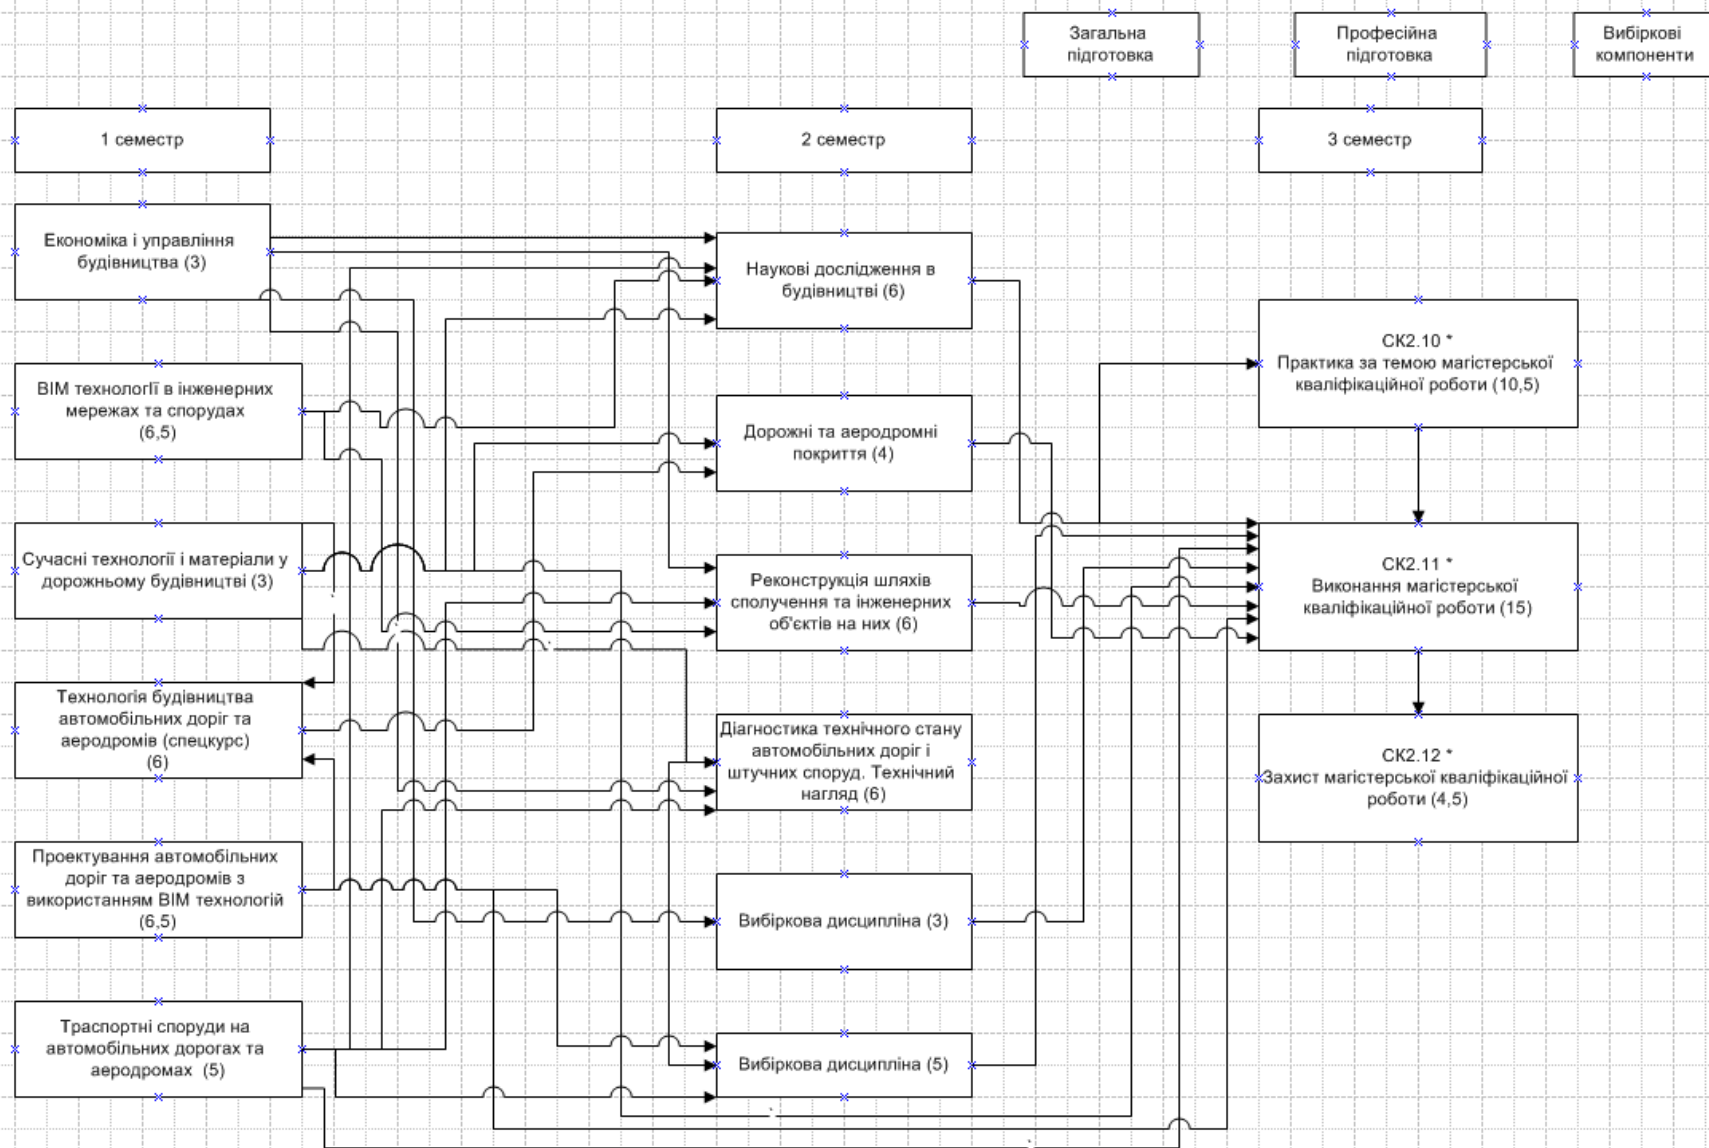 Загальна
підготовка
Професійна
підготовка
Вибіркові
компоненти
1 семестр
2 семестр
3 семестр
Економіка і управління
будівництва (3)
ВІМ технології в інженерних
мережах та спорудах
(6,5)
Сучасні технології і матеріали у
дорожньому будівництві (3)
Технологія будівництва
автомобільних доріг та
аеродромів (спецкурс)
(6)
Проектування автомобільних
доріг та аеродромів з
використанням ВІМ технологій
(6,5)
Траспортні споруди на
автомобільних дорогах та
аеродромах (5)
Наукові дослідження в
будівництві (6)
Дорожні та аеродромні
покриття (4)
Реконструкція шляхів
сполучення та інженерних
об'єктів на них (6)
Діагностика технічного стану
автомобільних доріг і
штучних споруд. Технічний
нагляд (6)
Вибіркова дисципліна (3)
Вибіркова дисципліна (5)
СК2.10 *
Практика за темою магістерської
кваліфікаційної роботи (10,5)
СК2.11 *
Виконання магістерської
кваліфікаційної роботи (15)
СК2.12 *
Захист магістерської кваліфікаційної
роботи (4,5)